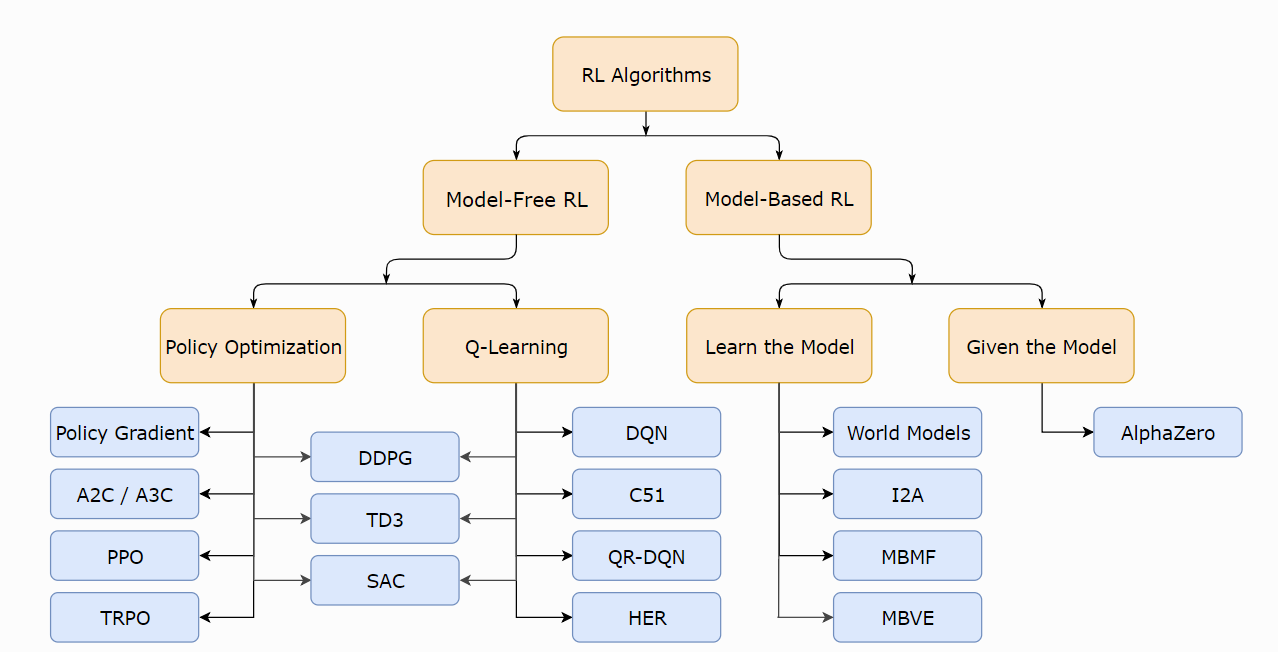 RL Algorithms
Model-Free RL
Model-Based RL
Policy Optimization
Q-Learning
Learn the Model
Given the Model
Policy Gradient
A2C / A3C
PPO
TRPO
DDPG
TD3
SAC
DQN
C51
QR-DQN
HER
World Models
I2A
MBMF
MBVE
AlphaZero